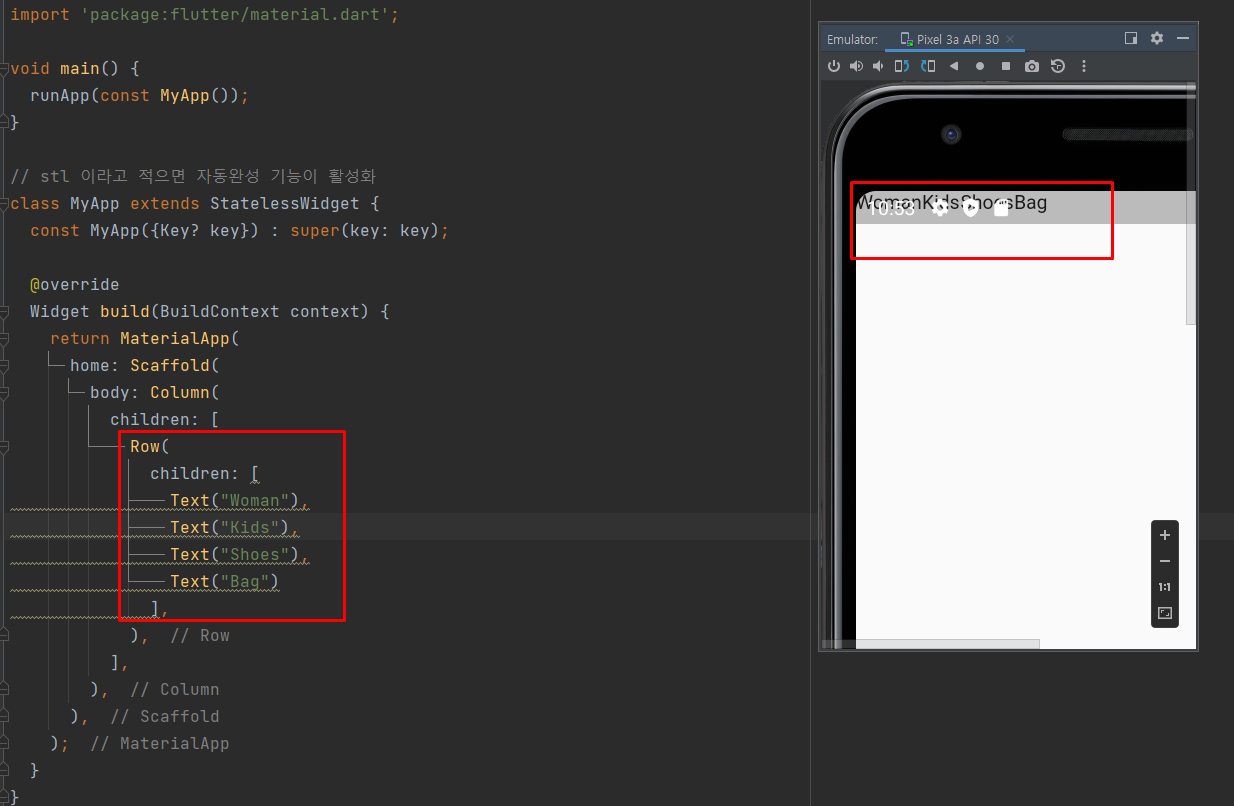 import 'package:flutter/material.dart';
void main() {
  runApp(const MyApp());
}
// stl 이라고 적으면 자동완성 기능이 활성화
class MyApp extends StatelessWidget {
  const MyApp({Key? key}) : super(key: key);
  @override
  Widget build(BuildContext context) {
    return MaterialApp(
      home: Scaffold(
        body: Column(
          children: [
            Row(
              children: [
                Text("Woman"),
                Text("Kids"),
                Text("Shoes"),
                Text("Bag")
              ],
            ),  // Row
          ],
        ),  // Column
      ),  // Scaffold
    );  // MaterialApp
  }
}
Emulator: Pixel 3a API 30
WomanKidsShoesBag
10:53
1:1